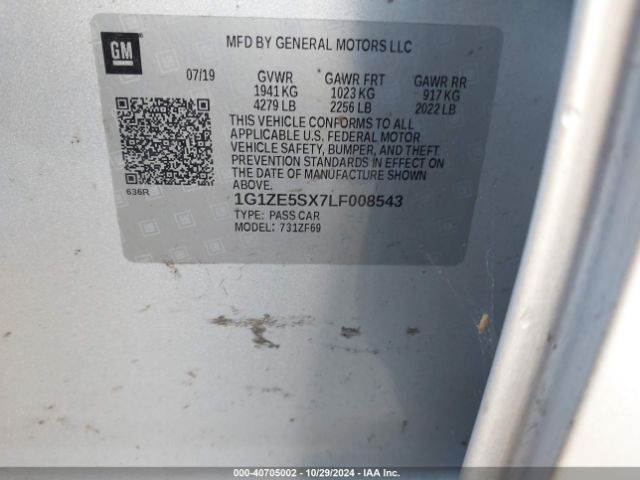 GM
MFD BY GENERAL MOTORS LLC
07/19 GVWR GAWR FRT GAWR RR
1941 KG 1023 KG 917 KG
4279 LB 2256 LB 2022 LB
THIS VEHICLE CONFORMS TO ALL
APPLICABLE U.S. FEDERAL MOTOR
VEHICLE SAFETY, BUMPER, AND THEFT
PREVENTION STANDARDS IN EFFECT ON
THE DATE OF MANUFACTURE SHOWN
ABOVE.
636R
1G1ZE5SX7LF008543
TYPE: PASS CAR
MODEL: 731ZF69
000-40705002 - 10/29/2024 - IAA Inc.